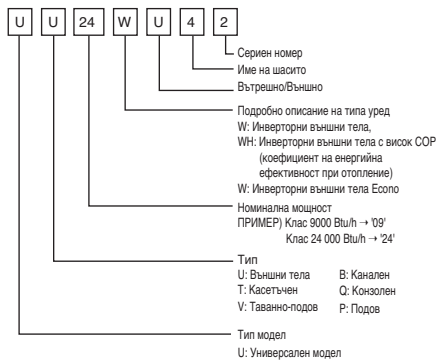 U U 24 W U 4 2
Сериен номер
Име на шасито
Вътрешно/Външно
Подробно описание на типа уред
W: Инверторни външни тела,
WH: Инверторни външни тела с висок COP
(коефициент на енергийна
ефективност при отопление)
W: Инверторни външни тела Econo
Номинална мощност
ПРИМЕР) Клас 9000 Btu/h → '09'
Клас 24 000 Btu/h → '24'
Тип
U: Външни тела B: Канален
T: Касетъчен Q: Конзолен
V: Таванно-подов P: Подов
Тип модел
U: Универсален модел